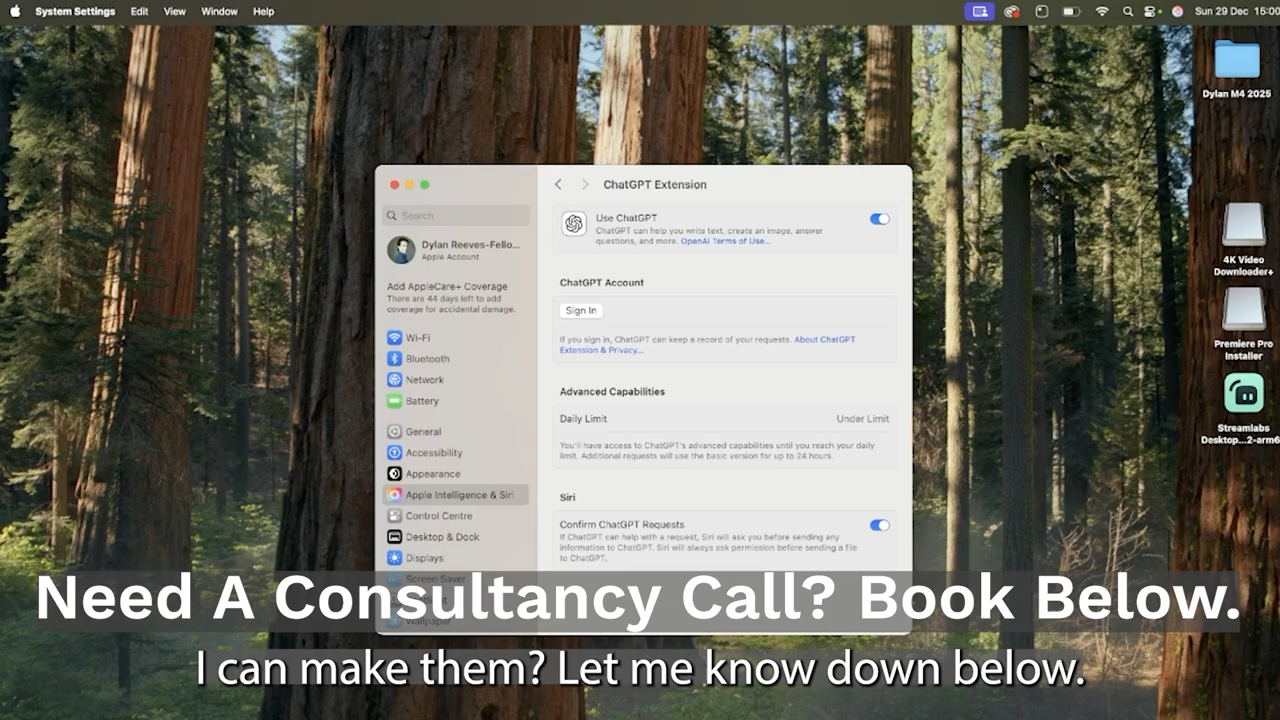 System Settings Edit View Window Help
Sun 29 Dec 15:00
Dylan M4 2025
4K Video
Downloader+
Premiere Pro
Installer
Streamlabs
Desktop...2-arm6
Search
Dylan Reeves-Fello...
Apple Account
Add AppleCare+ Coverage
There are 44 days left to add
coverage for accidental damage.
Wi-Fi
Bluetooth
Network
Battery
General
Accessibility
Appearance
Apple Intelligence & Siri
Control Centre
Desktop & Dock
Displays
Screen Saver
Wallpaper
ChatGPT Extension
Use ChatGPT
ChatGPT can help you write text, create an image, answer
questions, and more. OpenAI Terms of Use...
ChatGPT Account
Sign In
If you sign in, ChatGPT can keep a record of your requests. About ChatGPT
Extension & Privacy...
Advanced Capabilities
Daily Limit Under Limit
You'll have access to ChatGPT's advanced capabilities until you reach your daily
limit. Additional requests will use the basic version for up to 24 hours.
Siri
Confirm ChatGPT Requests
If ChatGPT can help with a request, Siri will ask you before sending any
information to ChatGPT. Siri will always ask permission before sending a file
to ChatGPT.
Need A Consultancy Call? Book Below.
I can make them? Let me know down below.